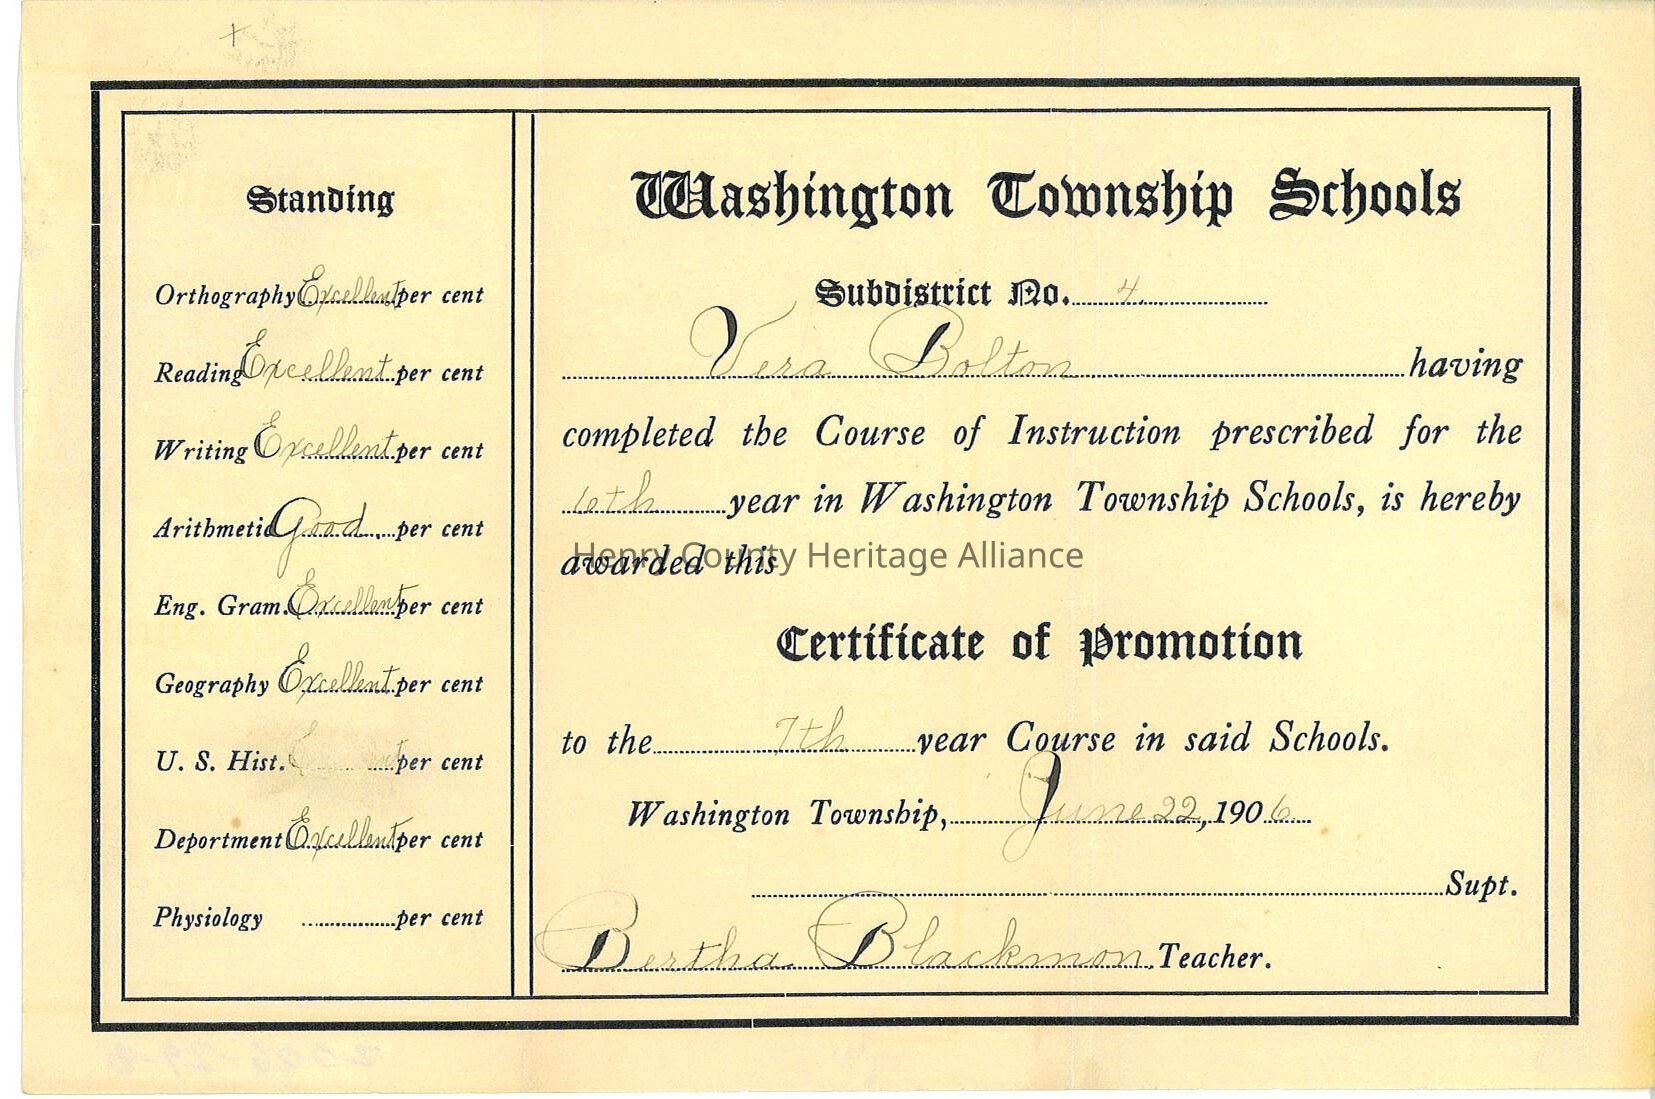 Standing
Orthography Excellent per cent
Reading Excellent per cent
Writing Excellent per cent
Arithmetic Good per cent
Eng. Gram. Excellent per cent
Geography Excellent per cent
U. S. Hist. per cent
Deportment Excellent per cent
Physiology per cent
Washington Township Schools
Subdistrict No. 4
Vera Bolton having
completed the Course of Instruction prescribed for the
6th year in Washington Township Schools, is hereby
awarded this
Henry County Heritage Alliance
Certificate of Promotion
to the 7th year Course in said Schools.
Washington Township, June 22, 1906
Supt.
Bertha Blackmon, Teacher.